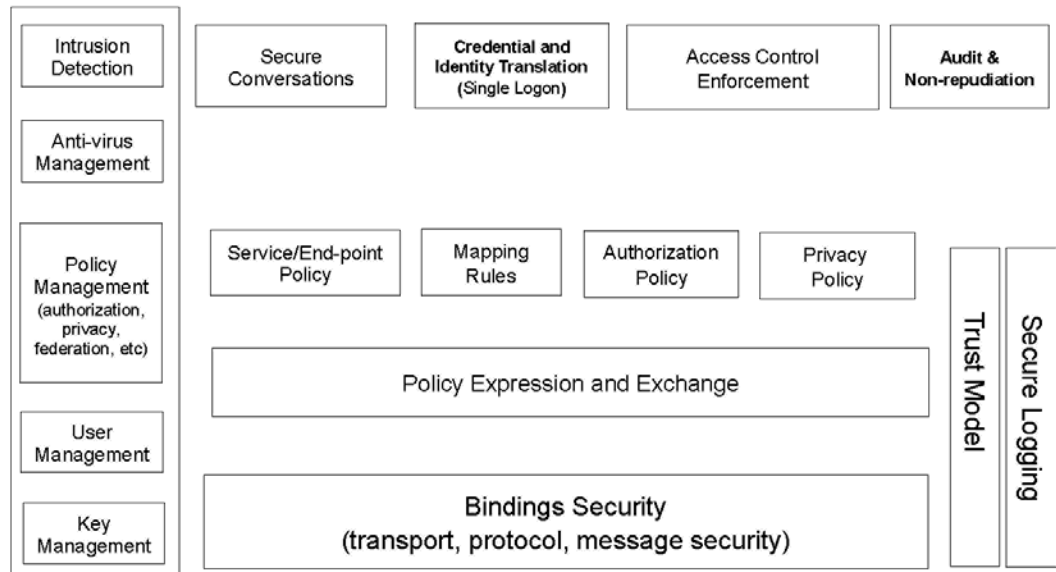 Intrusion
Detection
Secure
Conversations
Credential and
Identity Translation
(Single Logon)
Access Control
Enforcement
Audit &
Non-repudiation
Anti-virus
Management
Policy
Management
(authorization,
privacy,
federation, etc)
Service/End-point
Policy
Mapping
Rules
Authorization
Policy
Privacy
Policy
Trust Model
Secure Logging
Policy Expression and Exchange
User
Management
Key
Management
Bindings Security
(transport, protocol, message security)